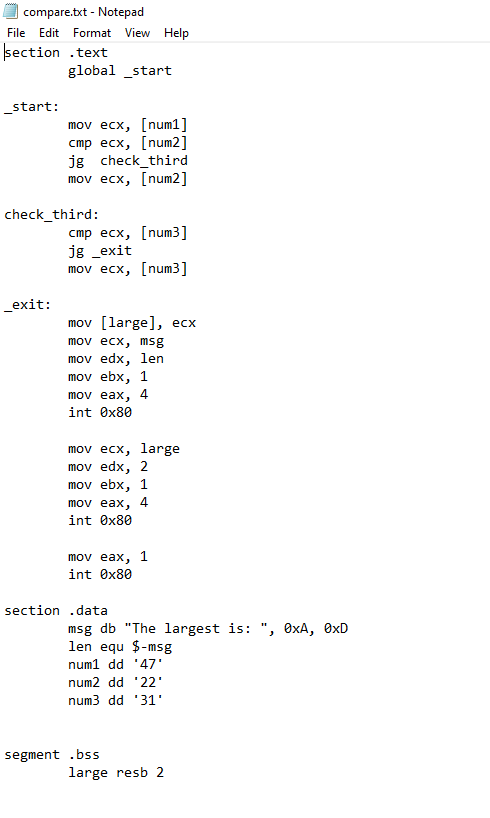 compare.txt - Notepad
File Edit Format View Help
section .text
        global _start

_start:
        mov ecx, [num1]
        cmp ecx, [num2]
        jg  check_third
        mov ecx, [num2]

check_third:
        cmp ecx, [num3]
        jg _exit
        mov ecx, [num3]

_exit:
        mov [large], ecx
        mov ecx, msg
        mov edx, len
        mov ebx, 1
        mov eax, 4
        int 0x80

        mov ecx, large
        mov edx, 2
        mov ebx, 1
        mov eax, 4
        int 0x80

        mov eax, 1
        int 0x80

section .data
        msg db "The largest is: ", 0xA, 0xD
        len equ $-msg
        num1 dd '47'
        num2 dd '22'
        num3 dd '31'

segment .bss
        large resb 2